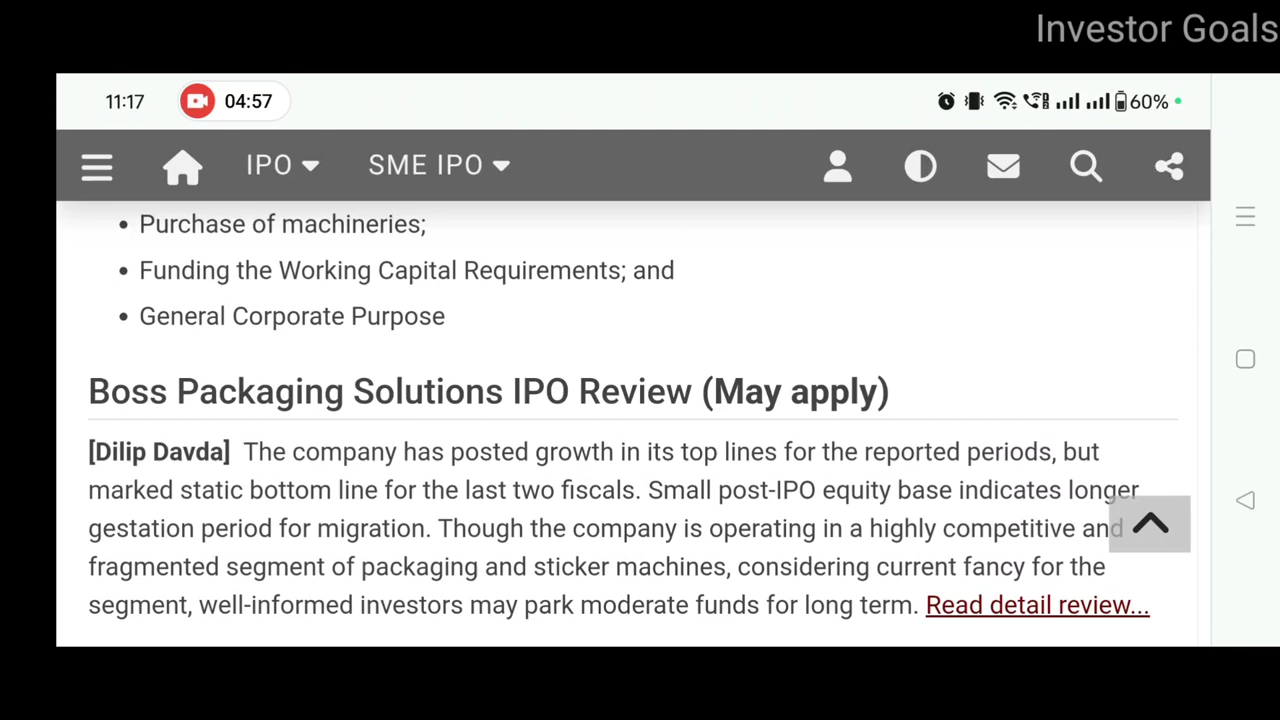 Investor Goals
11:17 04:57 60%
IPO SME IPO
• Purchase of machineries;
• Funding the Working Capital Requirements; and
• General Corporate Purpose
Boss Packaging Solutions IPO Review (May apply)
[Dilip Davda] The company has posted growth in its top lines for the reported periods, but
marked static bottom line for the last two fiscals. Small post-IPO equity base indicates longer
gestation period for migration. Though the company is operating in a highly competitive and
fragmented segment of packaging and sticker machines, considering current fancy for the
segment, well-informed investors may park moderate funds for long term. Read detail review...